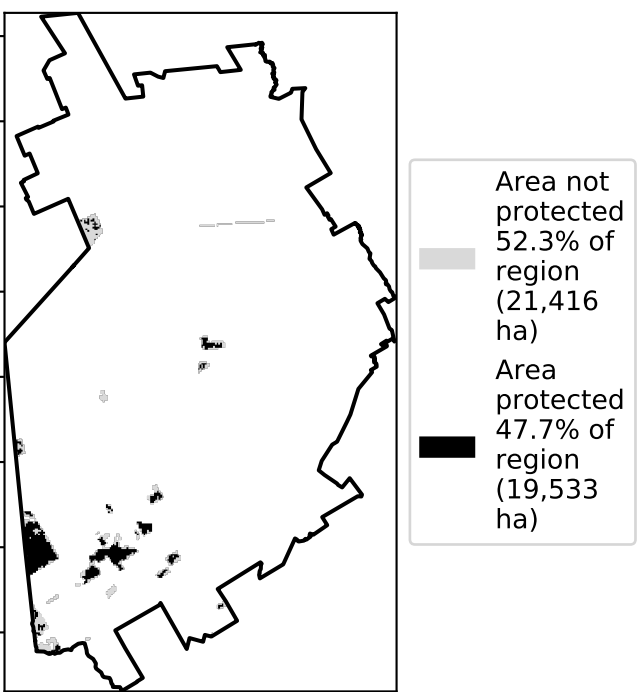 Area not
protected
52.3% of
region
(21,416
ha)
Area
protected
47.7% of
region
(19,533
ha)